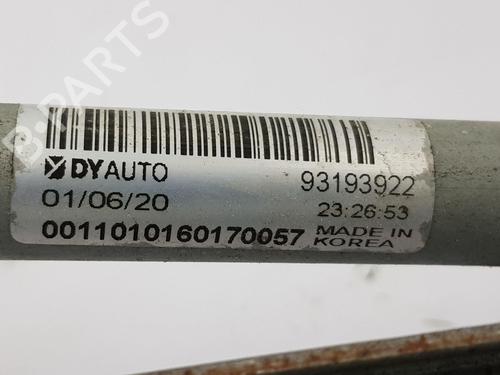 B-PARTS
DYAUTO 93193922
01/06/20 23:26:53
0011010160170057 MADE IN
KOREA